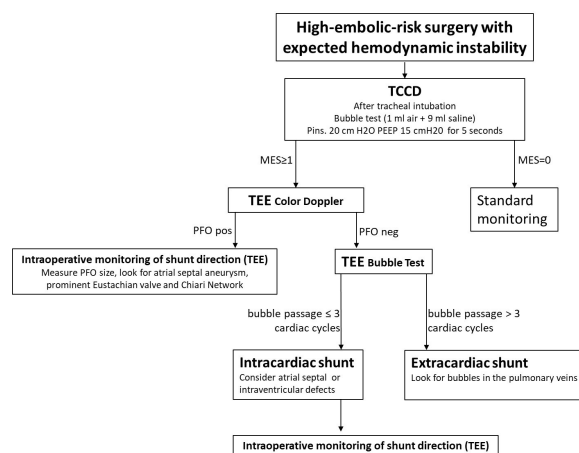 High-embolic-risk surgery with
expected hemodynamic instability
TCCD
After tracheal intubation
Bubble test (1 ml air + 9 ml saline)
Pins. 20 cm H2O PEEP 15 cmH20 for 5 seconds
MES≥1
MES=0
TEE Color Doppler
Standard
monitoring
PFO pos
PFO neg
Intraoperative monitoring of shunt direction (TEE)
Measure PFO size, look for atrial septal aneurysm,
prominent Eustachian valve and Chiari Network
TEE Bubble Test
bubble passage ≤ 3
cardiac cycles
bubble passage > 3
cardiac cycles
Intracardiac shunt
Consider atrial septal or
intraventricular defects
Extracardiac shunt
Look for bubbles in the pulmonary veins
Intraoperative monitoring of shunt direction (TEE)